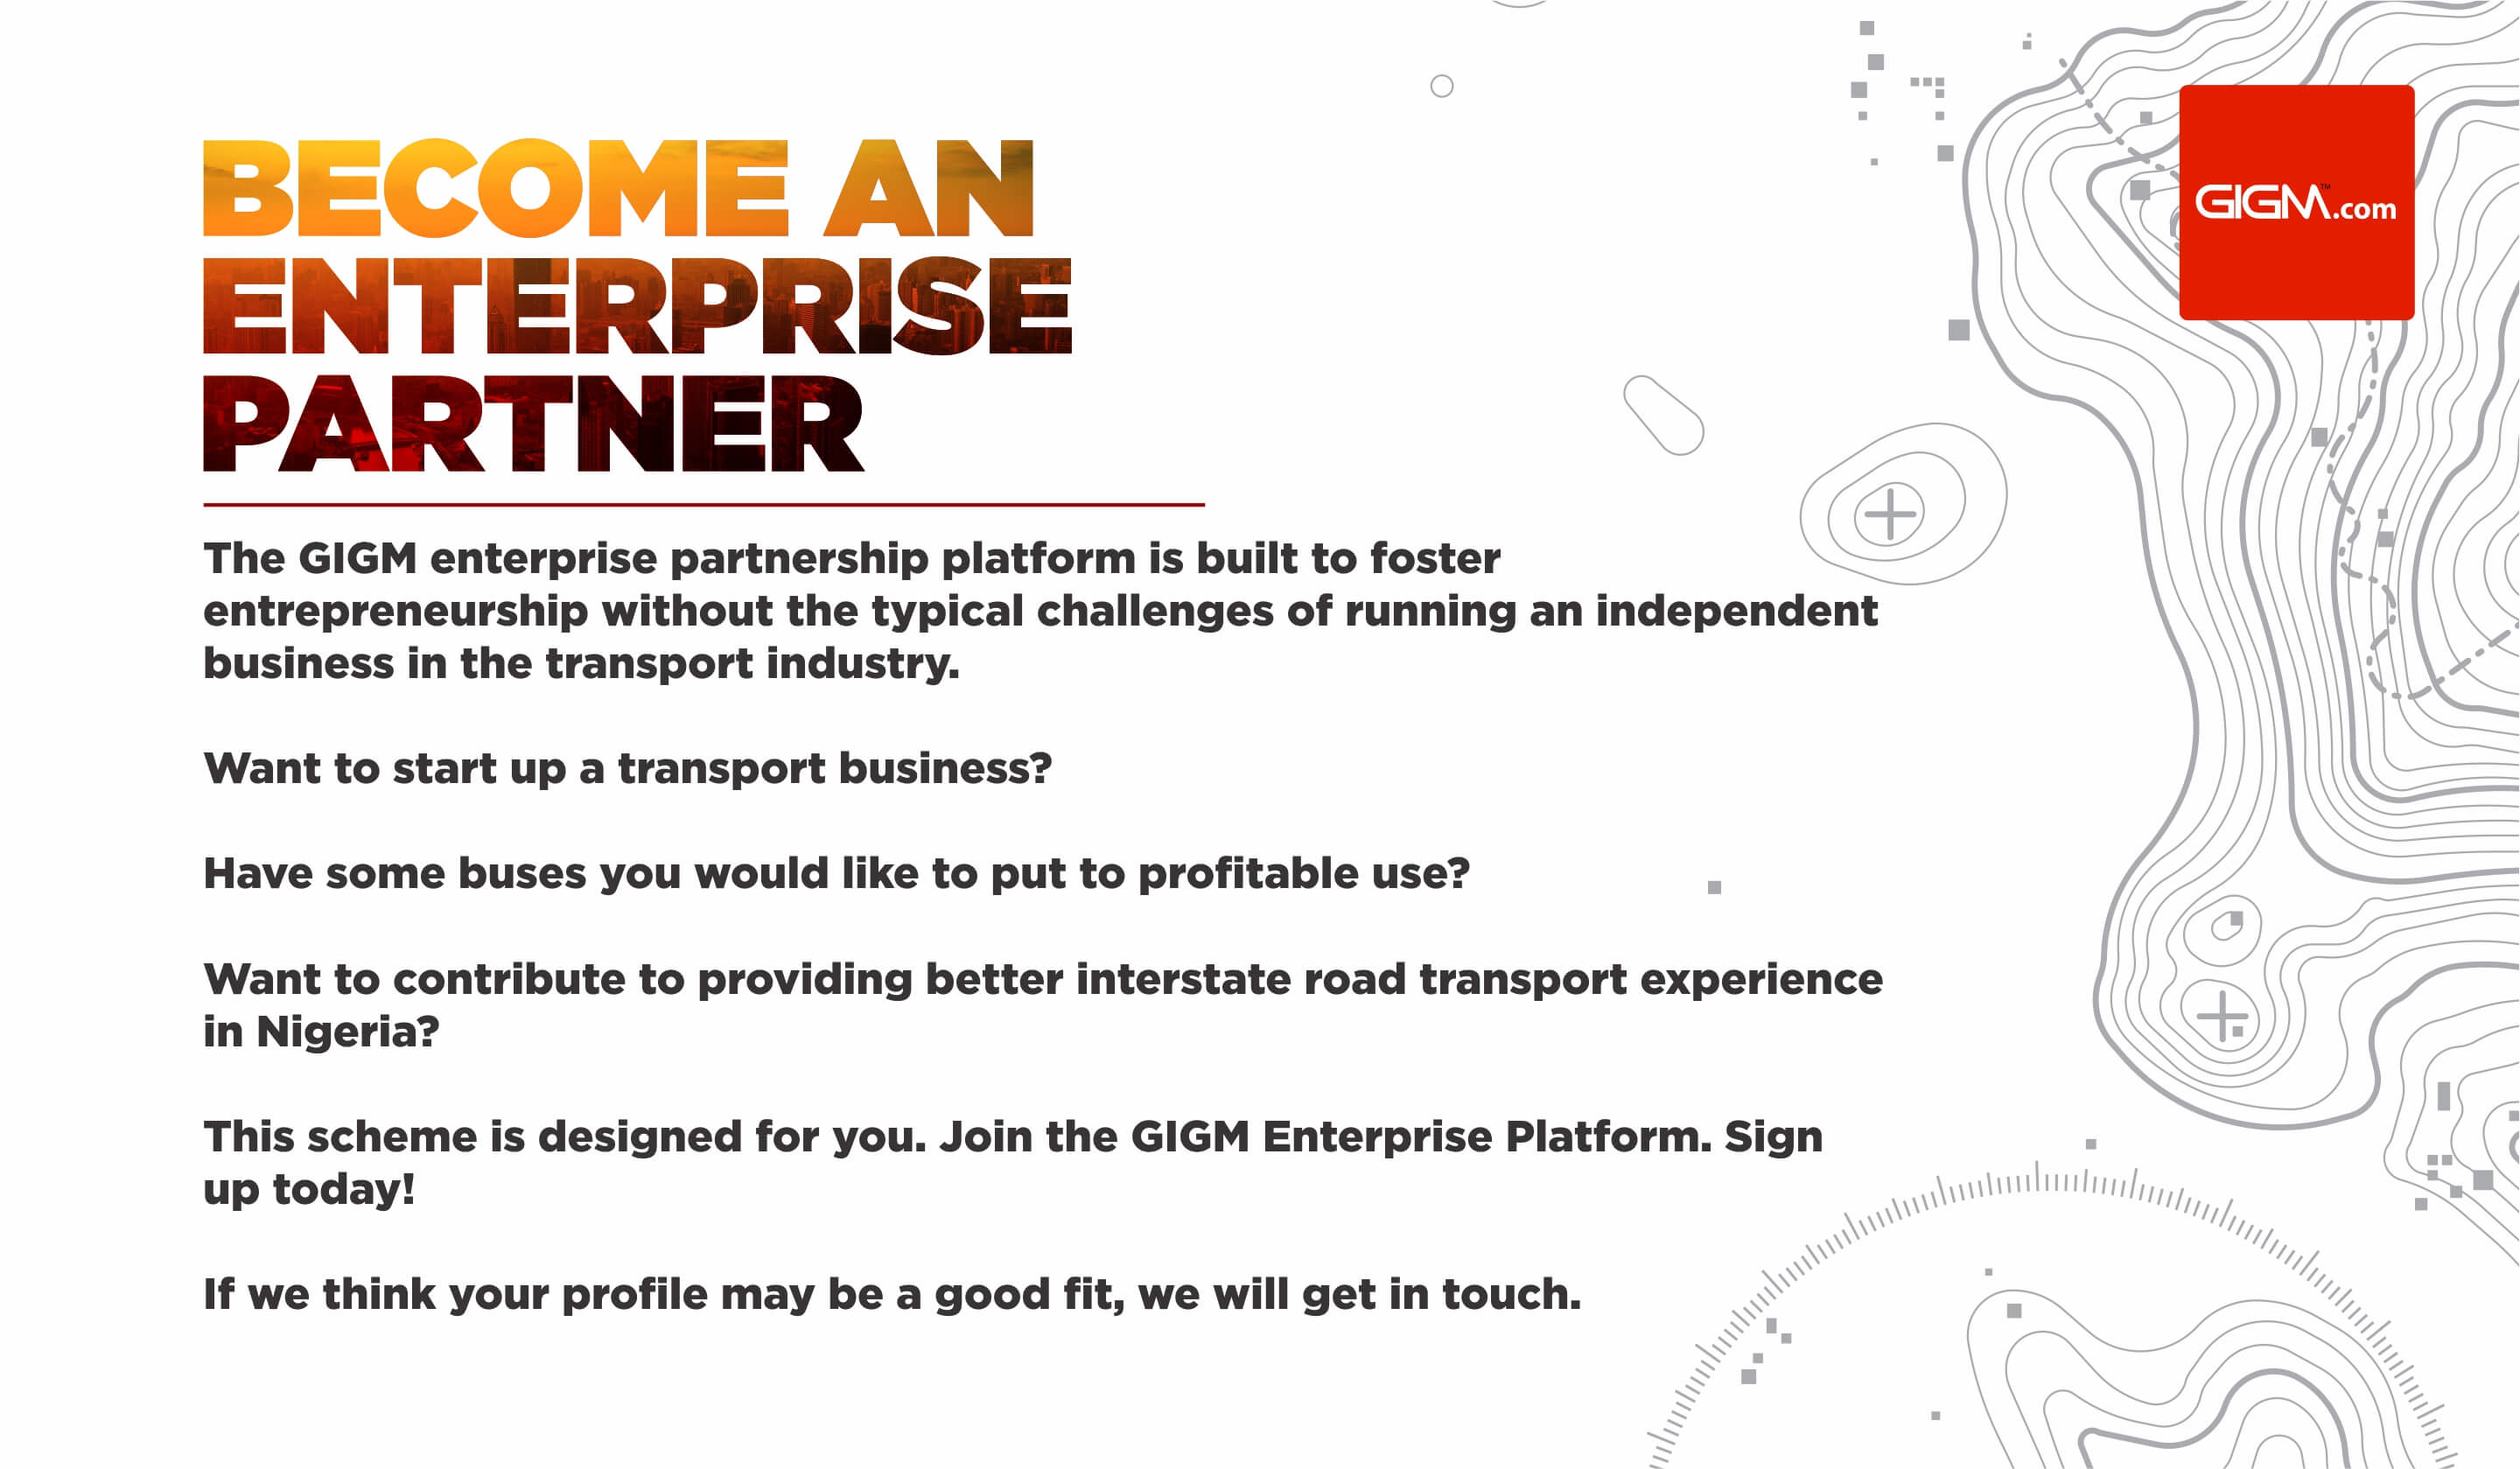 BECOME AN
ENTERPRISE
PARTNER
GIGM™.com
The GIGM enterprise partnership platform is built to foster
entrepreneurship without the typical challenges of running an independent
business in the transport industry.
Want to start up a transport business?
Have some buses you would like to put to profitable use?
Want to contribute to providing better interstate road transport experience
in Nigeria?
This scheme is designed for you. Join the GIGM Enterprise Platform. Sign
up today!
If we think your profile may be a good fit, we will get in touch.